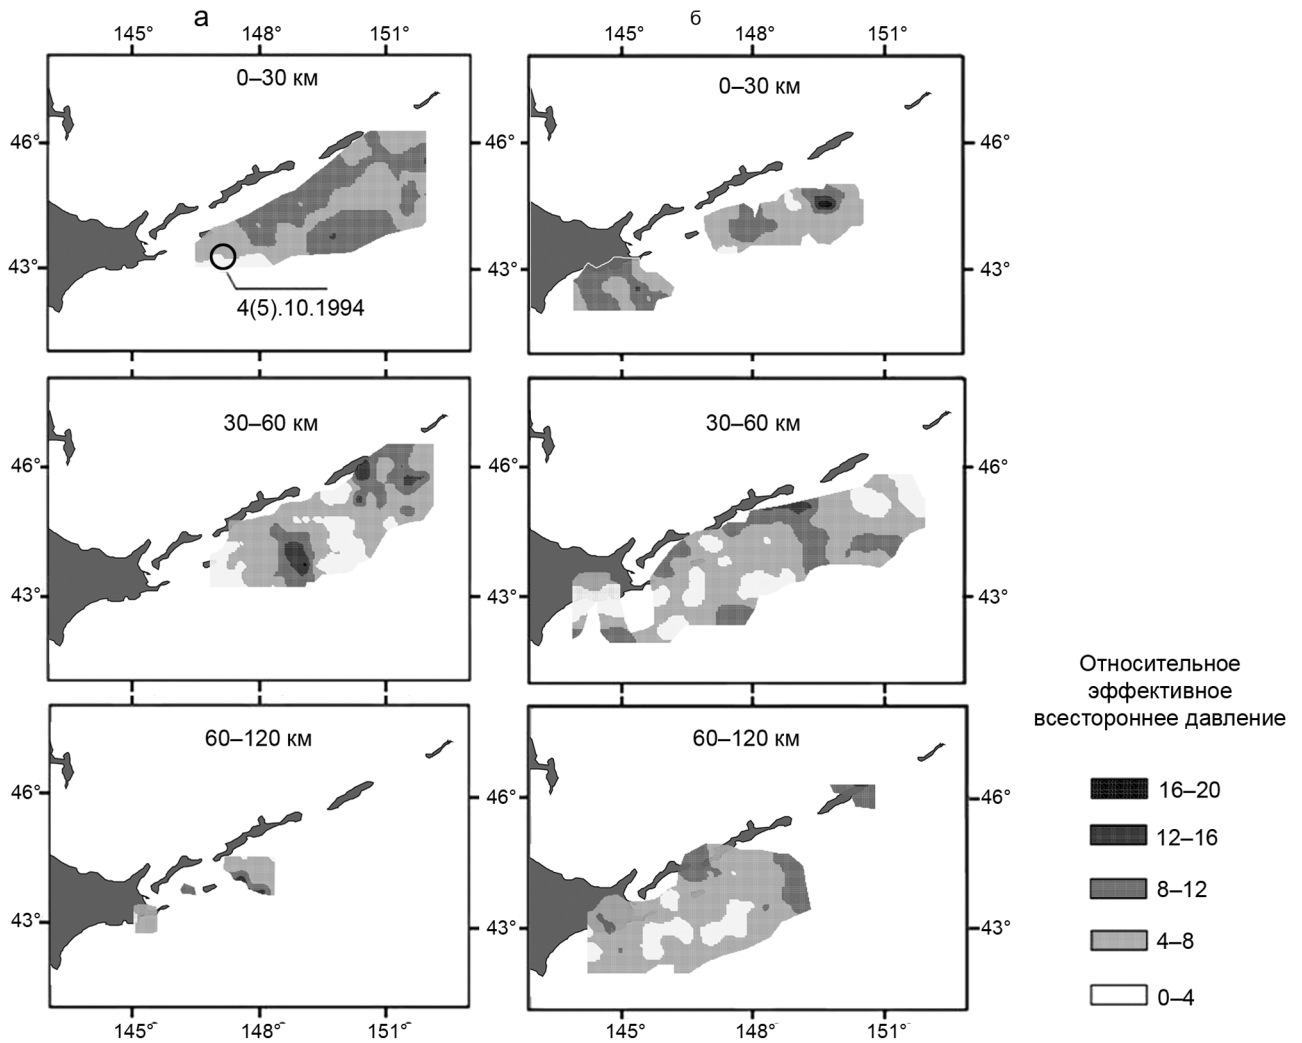 а
б
145° 148° 151°
145° 148° 151°
0–30 км
0–30 км
46°
46°
43°
43°
4(5).10.1994
30–60 км
30–60 км
46°
46°
43°
43°
60–120 км
60–120 км
46°
46°
43°
43°
145° 148° 151°
145° 148° 151°
Относительное
эффективное
всестороннее давление
16–20
12–16
8–12
4–8
0–4